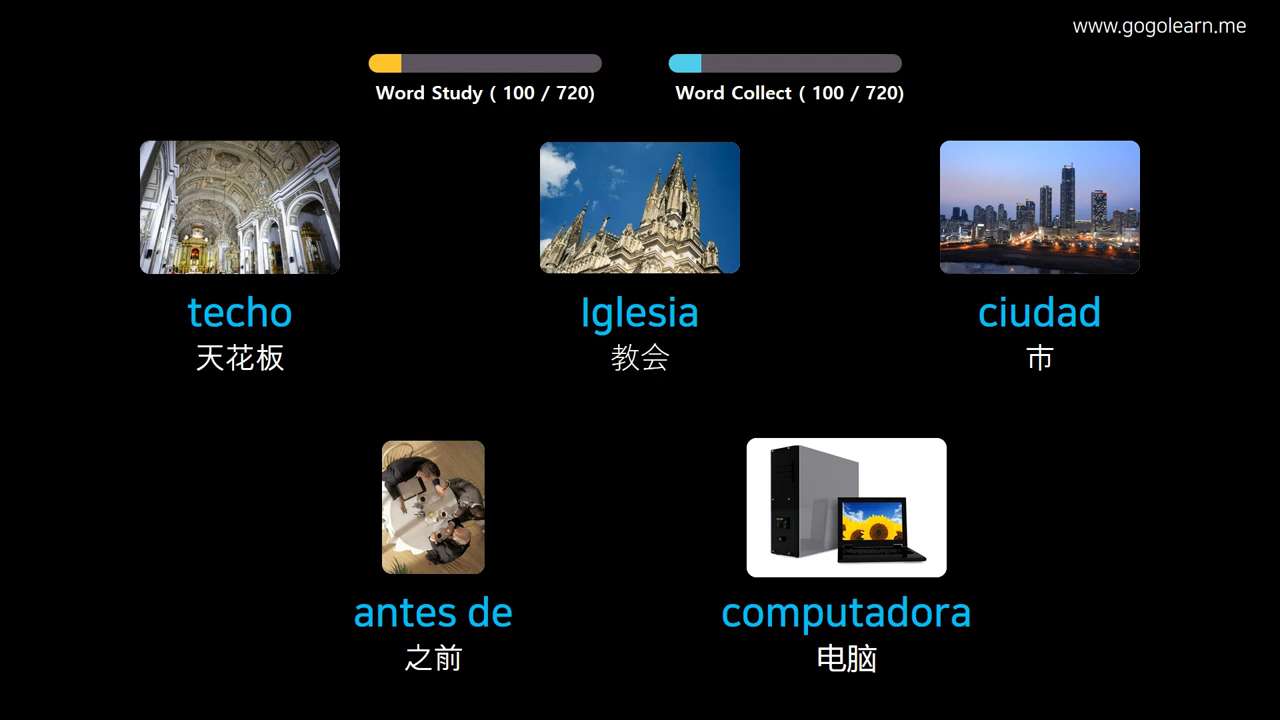 www.gogolearn.me
Word Study ( 100 / 720)
Word Collect ( 100 / 720)
techo
天花板
Iglesia
教会
ciudad
市
antes de
之前
computadora
电脑